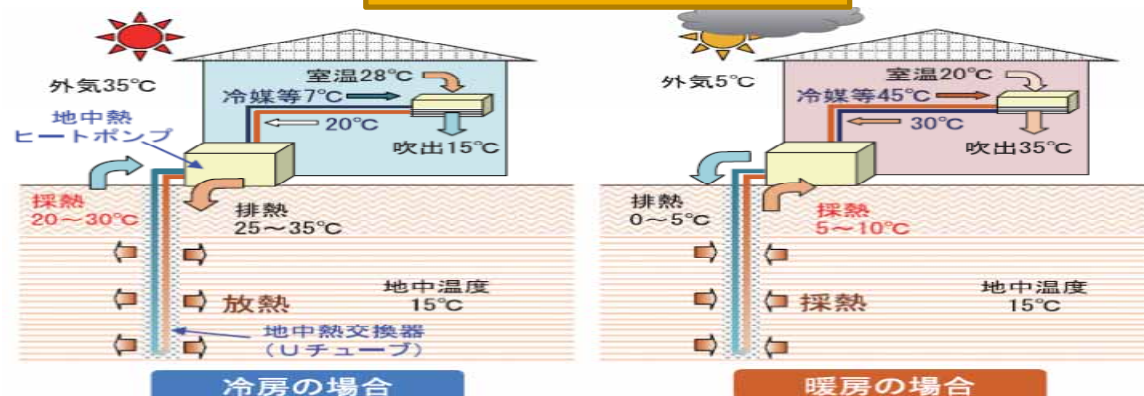 外気35℃
室温28℃
冷媒等7℃
20℃
吹出15℃
地中熱
ヒートポンプ
採熱
20～30℃
排熱
25～35℃
放熱
地中温度
15℃
地中熱交換器
（Uチューブ）
冷房の場合
外気5℃
室温20℃
冷媒等45℃
30℃
吹出35℃
排熱
0～5℃
採熱
5～10℃
採熱
地中温度
15℃
暖房の場合